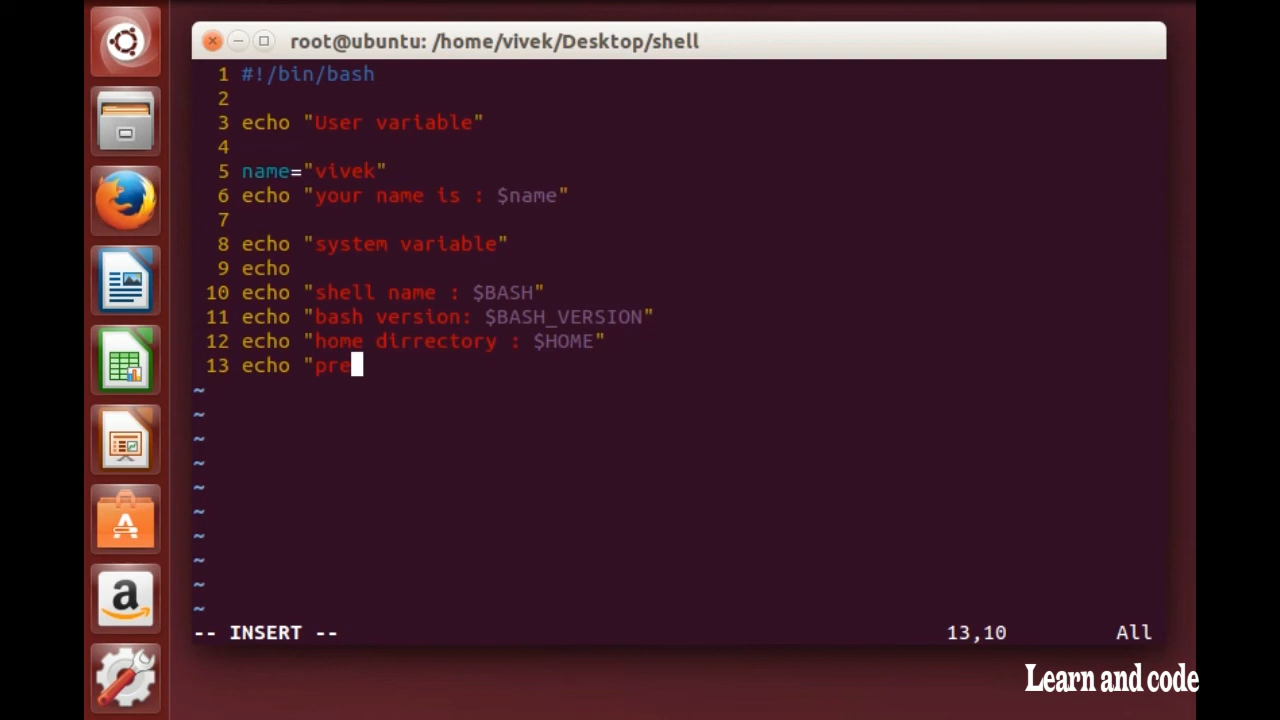 root@ubuntu: /home/vivek/Desktop/shell
1 #!/bin/bash
2
3 echo "User variable"
4
5 name="vivek"
6 echo "your name is : $name"
7
8 echo "system variable"
9 echo
10 echo "shell name : $BASH"
11 echo "bash version: $BASH_VERSION"
12 echo "home dirrectory : $HOME"
13 echo "pre
~
~
~
~
~
~
~
~
~
~
-- INSERT -- 13,10 All
Learn and code